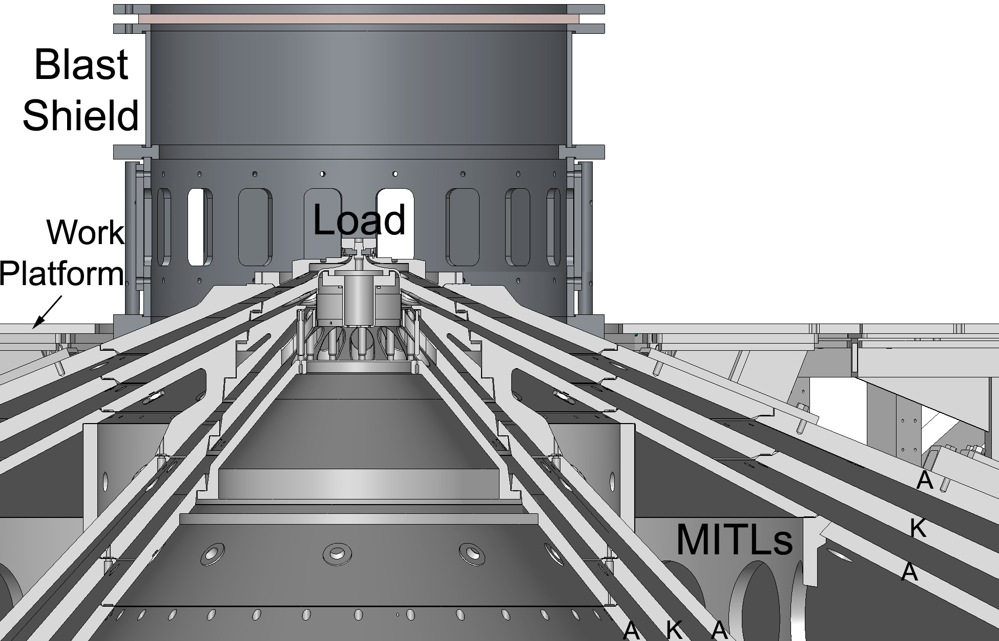 Blast
Shield
Load
Work
Platform
A
K
MITLs
A
A K A